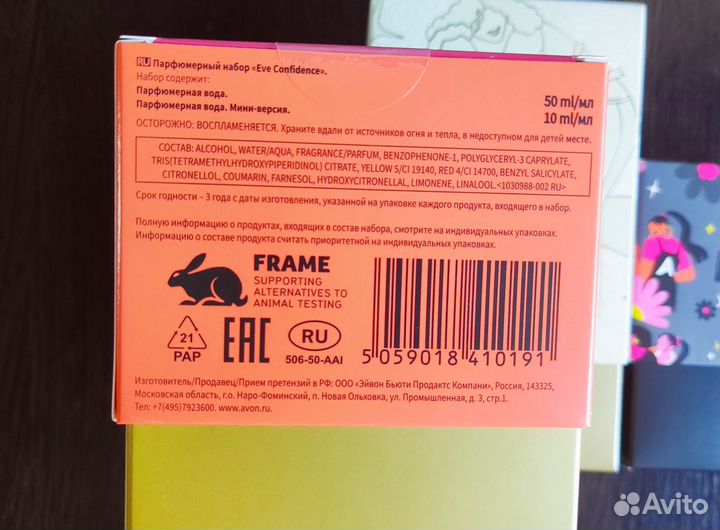 RU Парфюмерный набор «Eve Confidence».
Набор содержит:
Парфюмерная вода. 50 ml/мл
Парфюмерная вода. Мини-версия. 10 ml/мл
ОСТОРОЖНО: ВОСПЛАМЕНЯЕТСЯ. Храните вдали от источников огня и тепла, в недоступном для детей месте.
СОСТАВ: ALCOHOL, WATER/AQUA, FRAGRANCE/PARFUM, BENZOPHENONE-1, POLYGLYCERYL-3 CAPRYLATE,
TRIS(TETRAMETHYLHYDROXYPIPERIDINOL) CITRATE, YELLOW 5/CI 19140, RED 4/CI 14700, BENZYL SALICYLATE,
CITRONELLOL, COUMARIN, FARNESOL, HYDROXYCITRONELLAL, LIMONENE, LINALOOL.<1030988-002 RU>
Срок годности – 3 года с даты изготовления, указанной на упаковке каждого продукта, входящего в набор.
Полную информацию о продуктах, входящих в состав набора, смотрите на индивидуальных упаковках.
Информацию о составе продукта считать приоритетной на индивидуальных упаковках.
FRAME
SUPPORTING
ALTERNATIVES TO
ANIMAL TESTING
21
PAP
EAC
RU
506-50-AAI
5 059018 410191
Изготовитель/Продавец/Прием претензий в РФ: ООО «Эйвон Бьюти Продактс Компани», Россия, 143325,
Московская область, г.о. Наро-Фоминский, п. Новая Ольховка, ул. Промышленная, д. 3, стр.1.
Тел: +7(495)7923600. www.avon.ru.
A
Avito